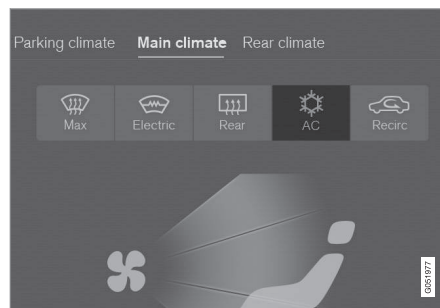 Parking climate Main climate Rear climate
Max Electric Rear AC Recirc
G051977